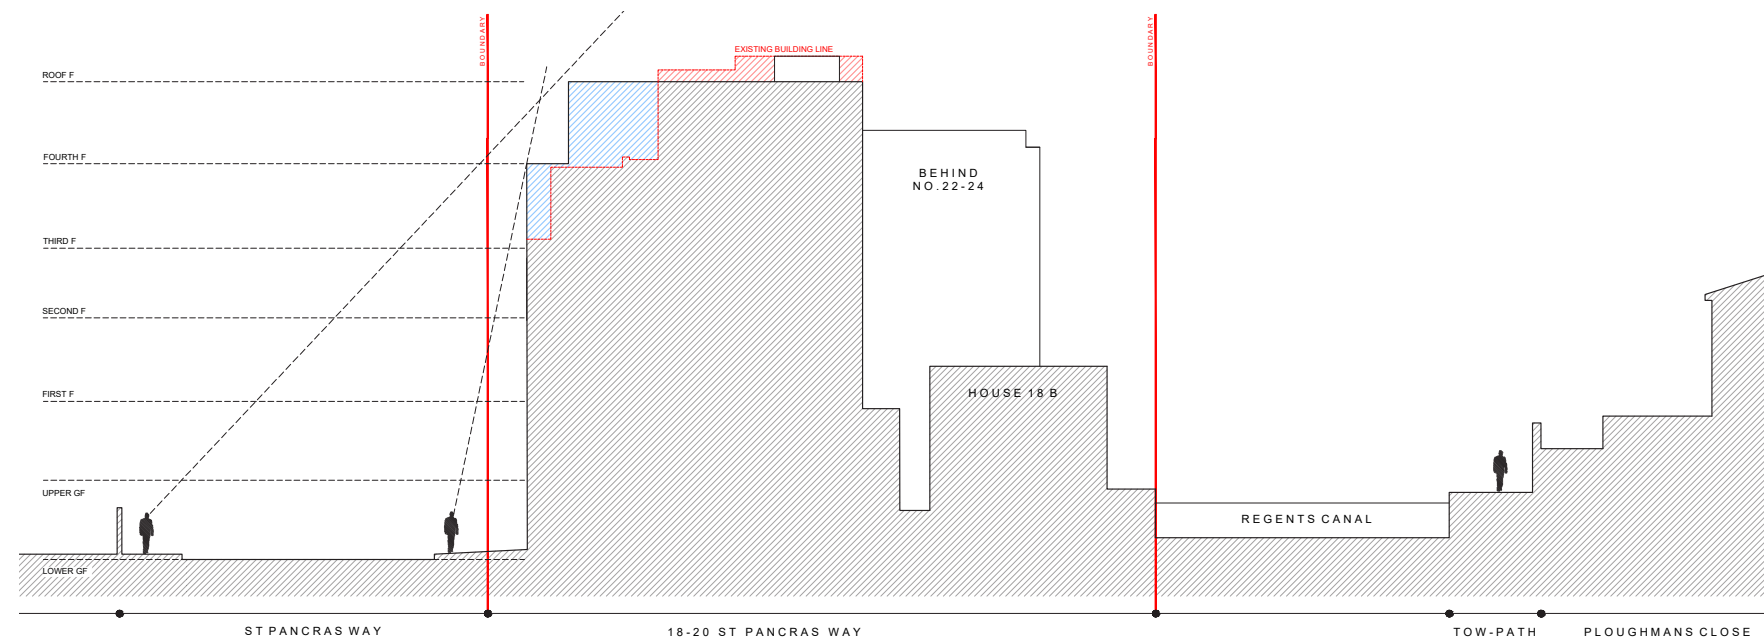 BOUNDARY
BOUNDARY
EXISTING BUILDING LINE
ROOF F
FOURTH F
BEHIND
NO.22-24
THIRD F
SECOND F
FIRST F
HOUSE 18 B
UPPER GF
REGENTS CANAL
LOWER GF
ST PANCRAS WAY
18-20 ST PANCRAS WAY
TOW-PATH
PLOUGHMANS CLOSE